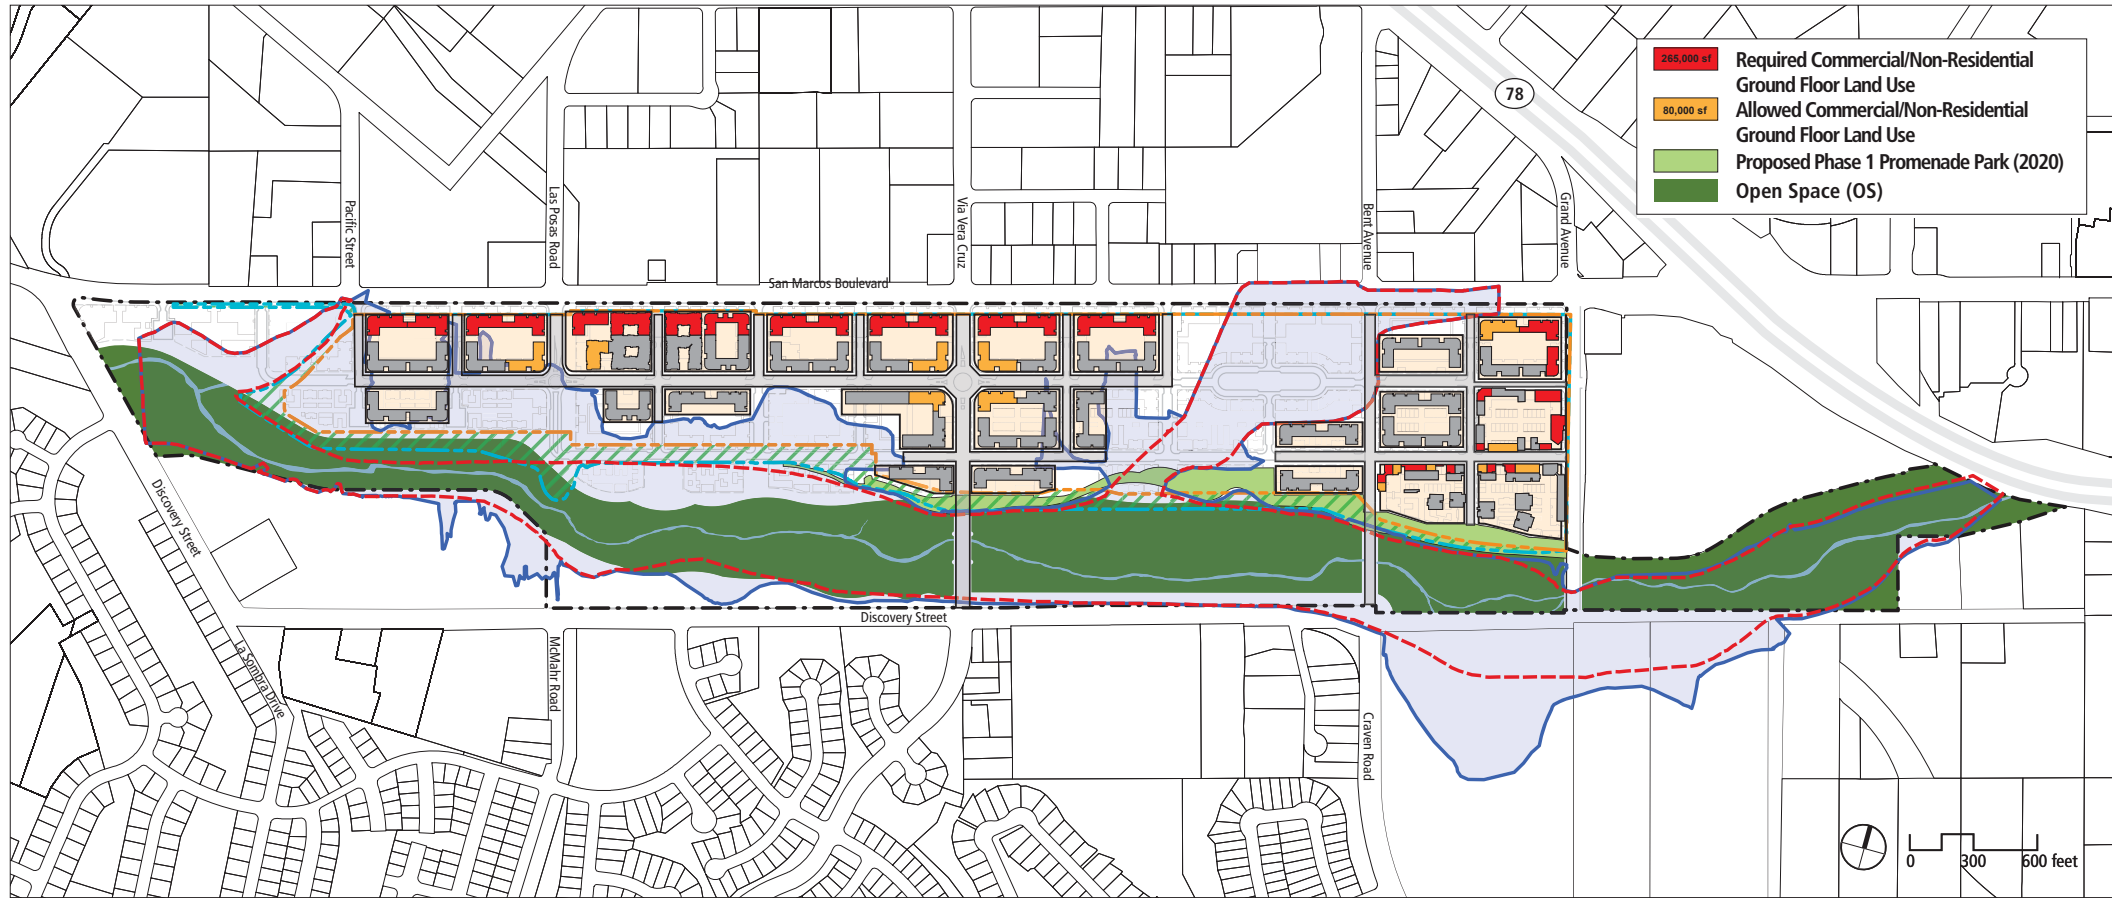 265,000 sf
Required Commercial/Non-Residential
Ground Floor Land Use
80,000 sf
Allowed Commercial/Non-Residential
Ground Floor Land Use
Proposed Phase 1 Promenade Park (2020)
Open Space (OS)
78
Pacific Street
Las Posas Road
Via Vera Cruz
Bent Avenue
Grand Avenue
San Marcos Boulevard
Discovery Street
Discovery Street
La Sombra Drive
McMahr Road
Craven Road
0 300 600 feet